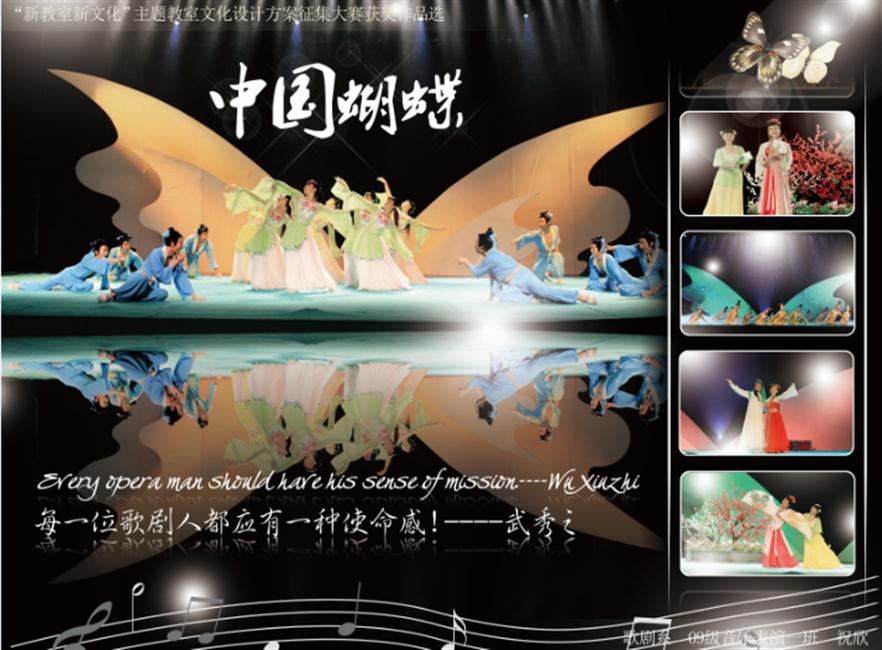 “新教室新文化”主题教室文化设计方案征集大赛获奖作品选
中国蝴蝶
Every opera man should have his sense of mission----Wu Xiuzhi
每一位歌剧人都应有一种使命感!----武秀之
歌剧系 09级音乐表演一班 祝欣